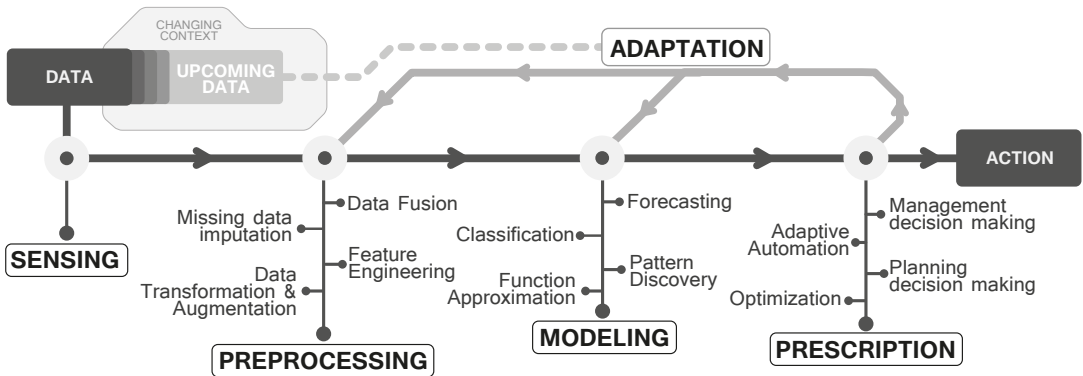 CHANGING
CONTEXT
DATA
UPCOMING
DATA
ADAPTATION
ACTION
SENSING
Data Fusion
Missing data
imputation
Feature
Engineering
Data
Transformation &
Augmentation
PREPROCESSING
Forecasting
Classification
Pattern
Discovery
Function
Approximation
MODELING
Management
decision making
Adaptive
Automation
Planning
decision making
Optimization
PRESCRIPTION